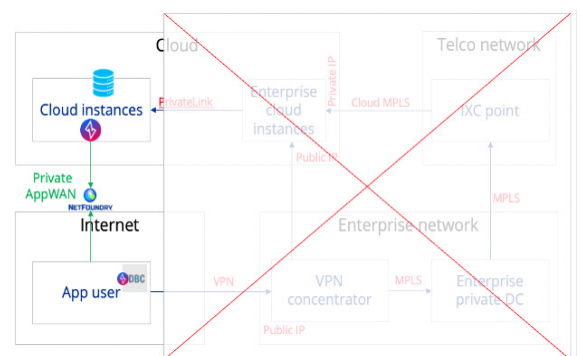 Cloud
Telco network
Cloud instances
PrivateLink
Enterprise
cloud
instances
Private IP
Cloud MPLS
IXC point
Public IP
Private
AppWAN
NETFOUNDRY
MPLS
Internet
Enterprise network
App user
DBC
VPN
VPN
concentrator
MPLS
Enterprise
private DC
Public IP